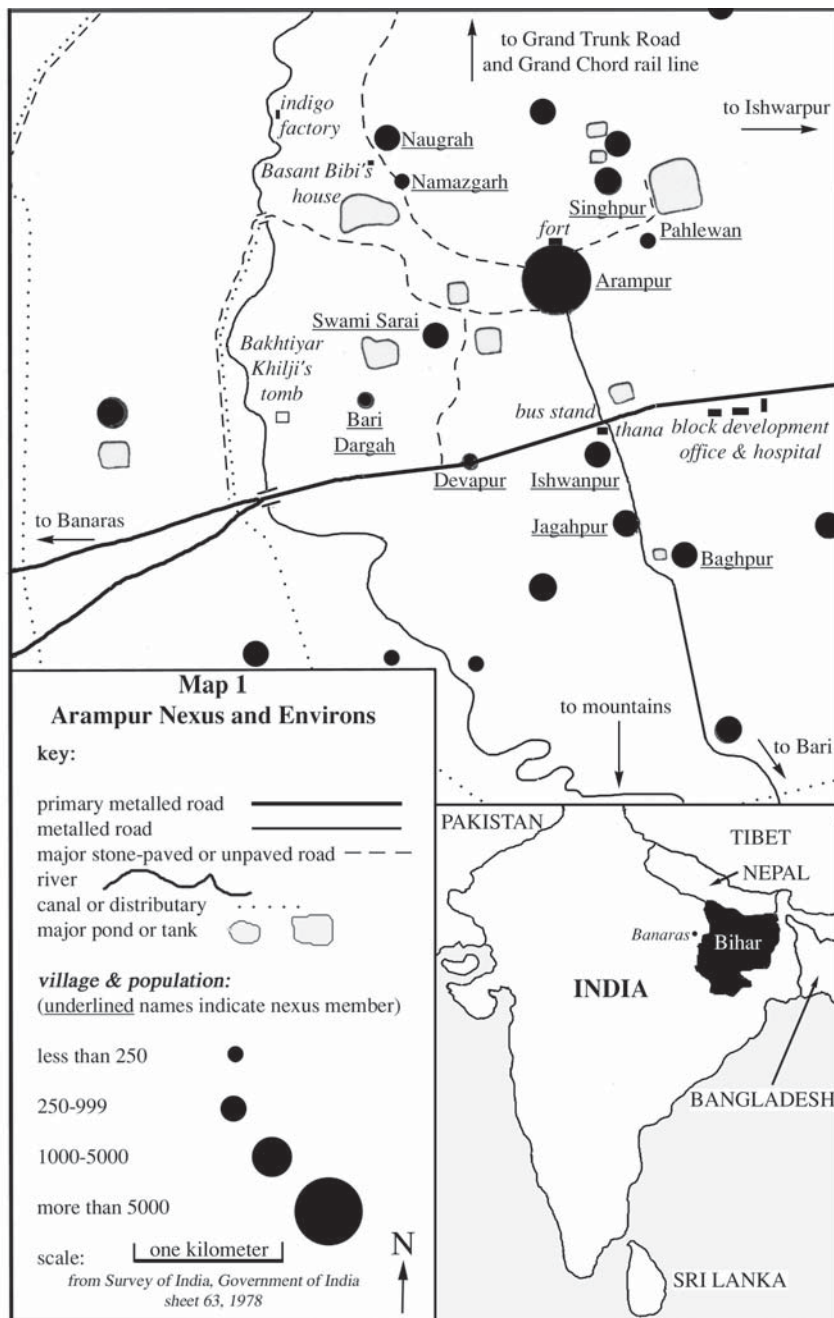 to Grand Trunk Road
and Grand Chord rail line
to Ishwarpur
indigo
factory
Naugrah
Basant Bibi's
house
Namazgarh
Singhpur
Pahlewan
fort
Arampur
Swami Sarai
Bakhtiyar
Khilji's
tomb
Bari
Dargah
bus stand
thana
block development
office & hospital
Devapur
Ishwanpur
to Banaras
Jagahpur
Baghpur
to mountains
to Bari
Map 1
Arampur Nexus and Environs
key:
primary metalled road
metalled road
major stone-paved or unpaved road
river
canal or distributary
major pond or tank
village & population:
(underlined names indicate nexus member)
less than 250
250-999
1000-5000
more than 5000
scale:
one kilometer
N
from Survey of India, Government of India
sheet 63, 1978
PAKISTAN
TIBET
NEPAL
Banaras
Bihar
INDIA
BANGLADESH
SRI LANKA